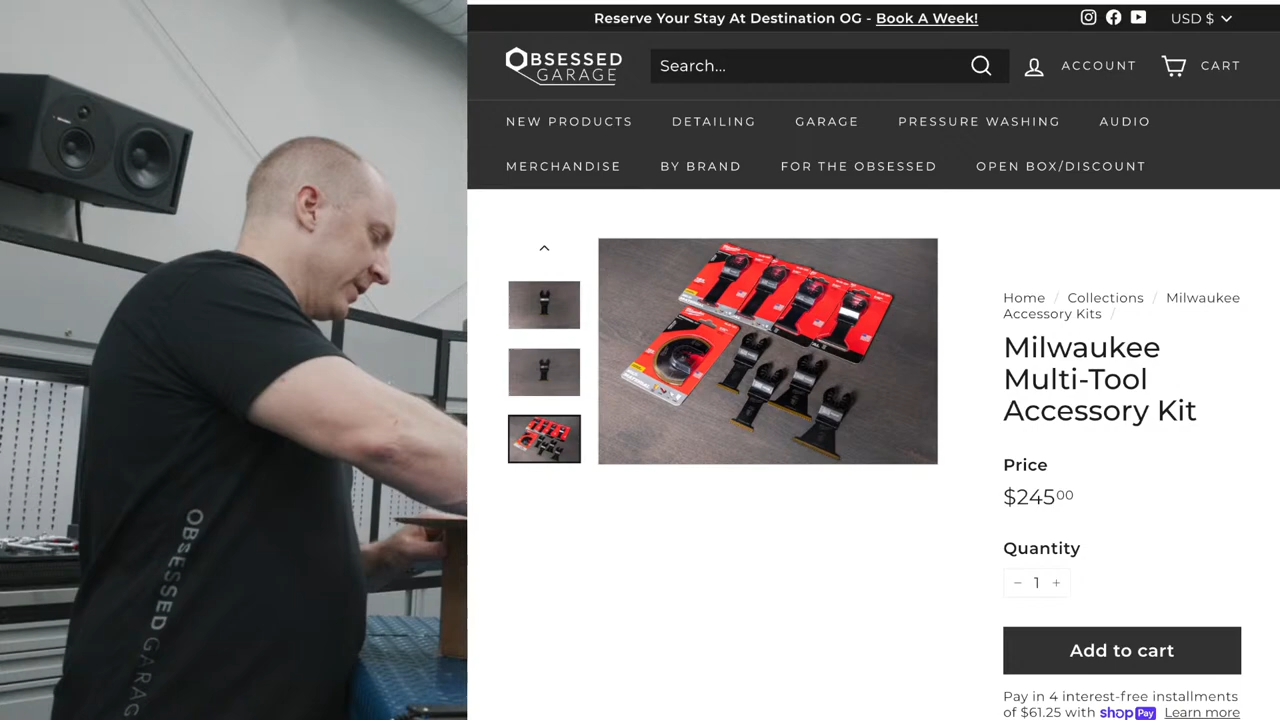 Reserve Your Stay At Destination OG - Book A Week!
USD $
OBSESSED
GARAGE
Search...
ACCOUNT
CART
NEW PRODUCTS
DETAILING
GARAGE
PRESSURE WASHING
AUDIO
MERCHANDISE
BY BRAND
FOR THE OBSESSED
OPEN BOX/DISCOUNT
Home / Collections / Milwaukee
Accessory Kits /
Milwaukee
Multi-Tool
Accessory Kit
Price
$24500
Quantity
− 1 +
Add to cart
Pay in 4 interest-free installments
of $61.25 with shop Pay Learn more
OBSESSED GARAG